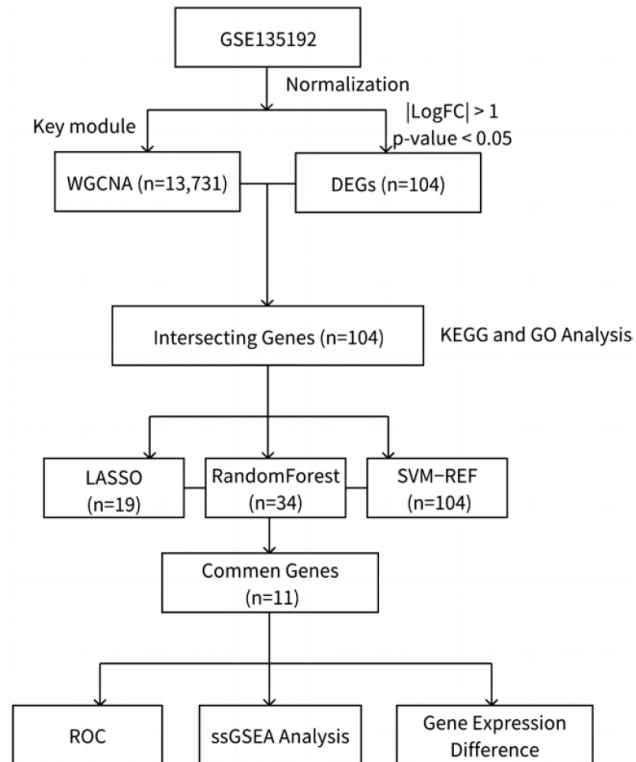 GSE135192
Normalization
|LogFC| > 1
Key module
p-value < 0.05
WGCNA (n=13,731)
DEGs (n=104)
Intersecting Genes (n=104)
KEGG and GO Analysis
LASSO
(n=19)
RandomForest
(n=34)
SVM−REF
(n=104)
Commen Genes
(n=11)
ROC
ssGSEA Analysis
Gene Expression
Difference